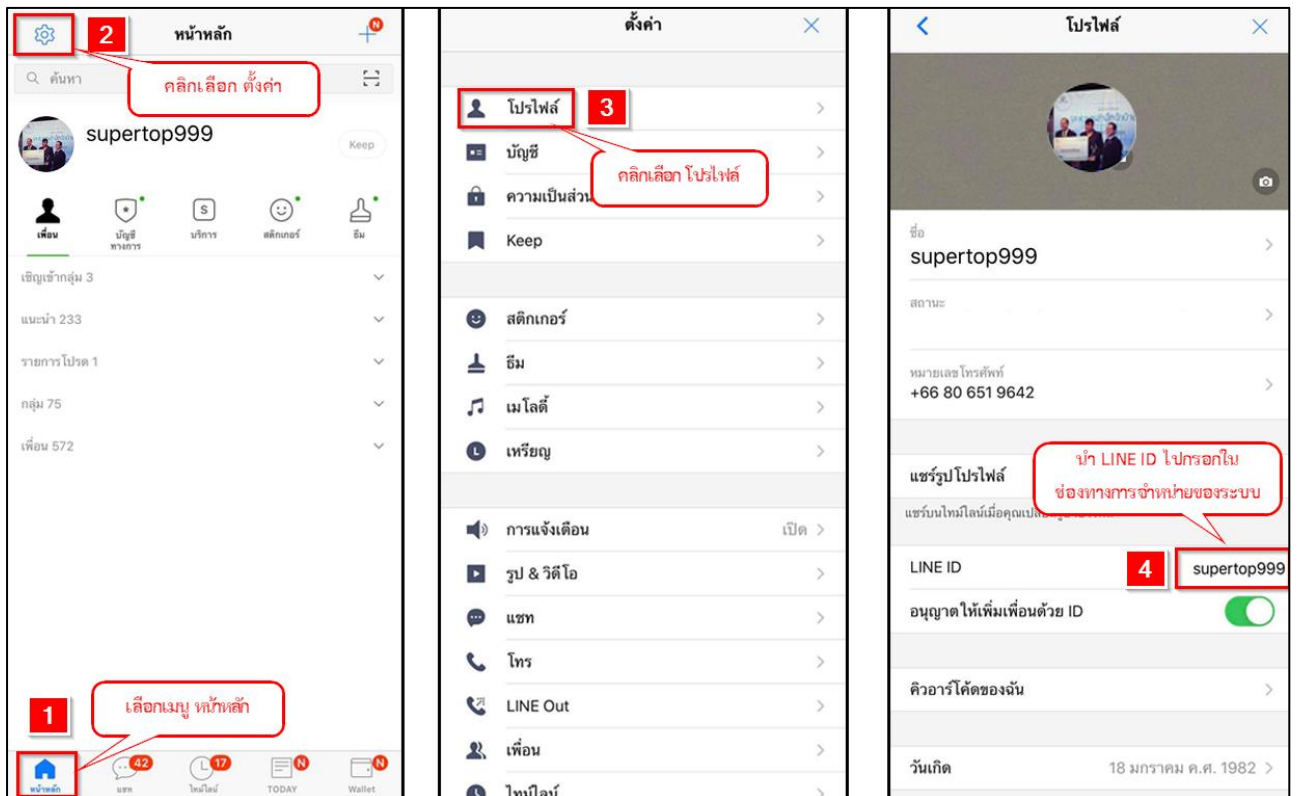 2
หน้าหลัก
N
ค้นหา
คลิกเลือก ตั้งค่า
supertop999
Keep
เพื่อน
บัญชี
ทางการ
บริการ
สติกเกอร์
ธีม
เชิญเข้ากลุ่ม 3
แนะนำ 233
รายการโปรด 1
กลุ่ม 75
เพื่อน 572
1
เลือกเมนู หน้าหลัก
42
17
N
N
หน้าหลัก
แชท
ไทม์ไลน์
TODAY
Wallet
ตั้งค่า
โปรไฟล์
3
บัญชี
คลิกเลือก โปรไฟล์
ความเป็นส่วน
Keep
สติกเกอร์
ธีม
เมโลดี้
เหรียญ
การแจ้งเตือน
เปิด
รูป & วิดีโอ
แชท
โทร
LINE Out
เพื่อน
ไทม์ไลน์
โปรไฟล์
ชื่อ
supertop999
สถานะ
หมายเลขโทรศัพท์
+66 80 651 9642
นำ LINE ID ไปกรอกใน
ช่องทางการจำหน่ายของระบบ
แชร์รูปโปรไฟล์
แชร์บนไทม์ไลน์เมื่อคุณ
LINE ID
4
supertop999
อนุญาตให้เพิ่มเพื่อนด้วย ID
คิวอาร์โค้ดของฉัน
วันเกิด
18 มกราคม ค.ศ. 1982